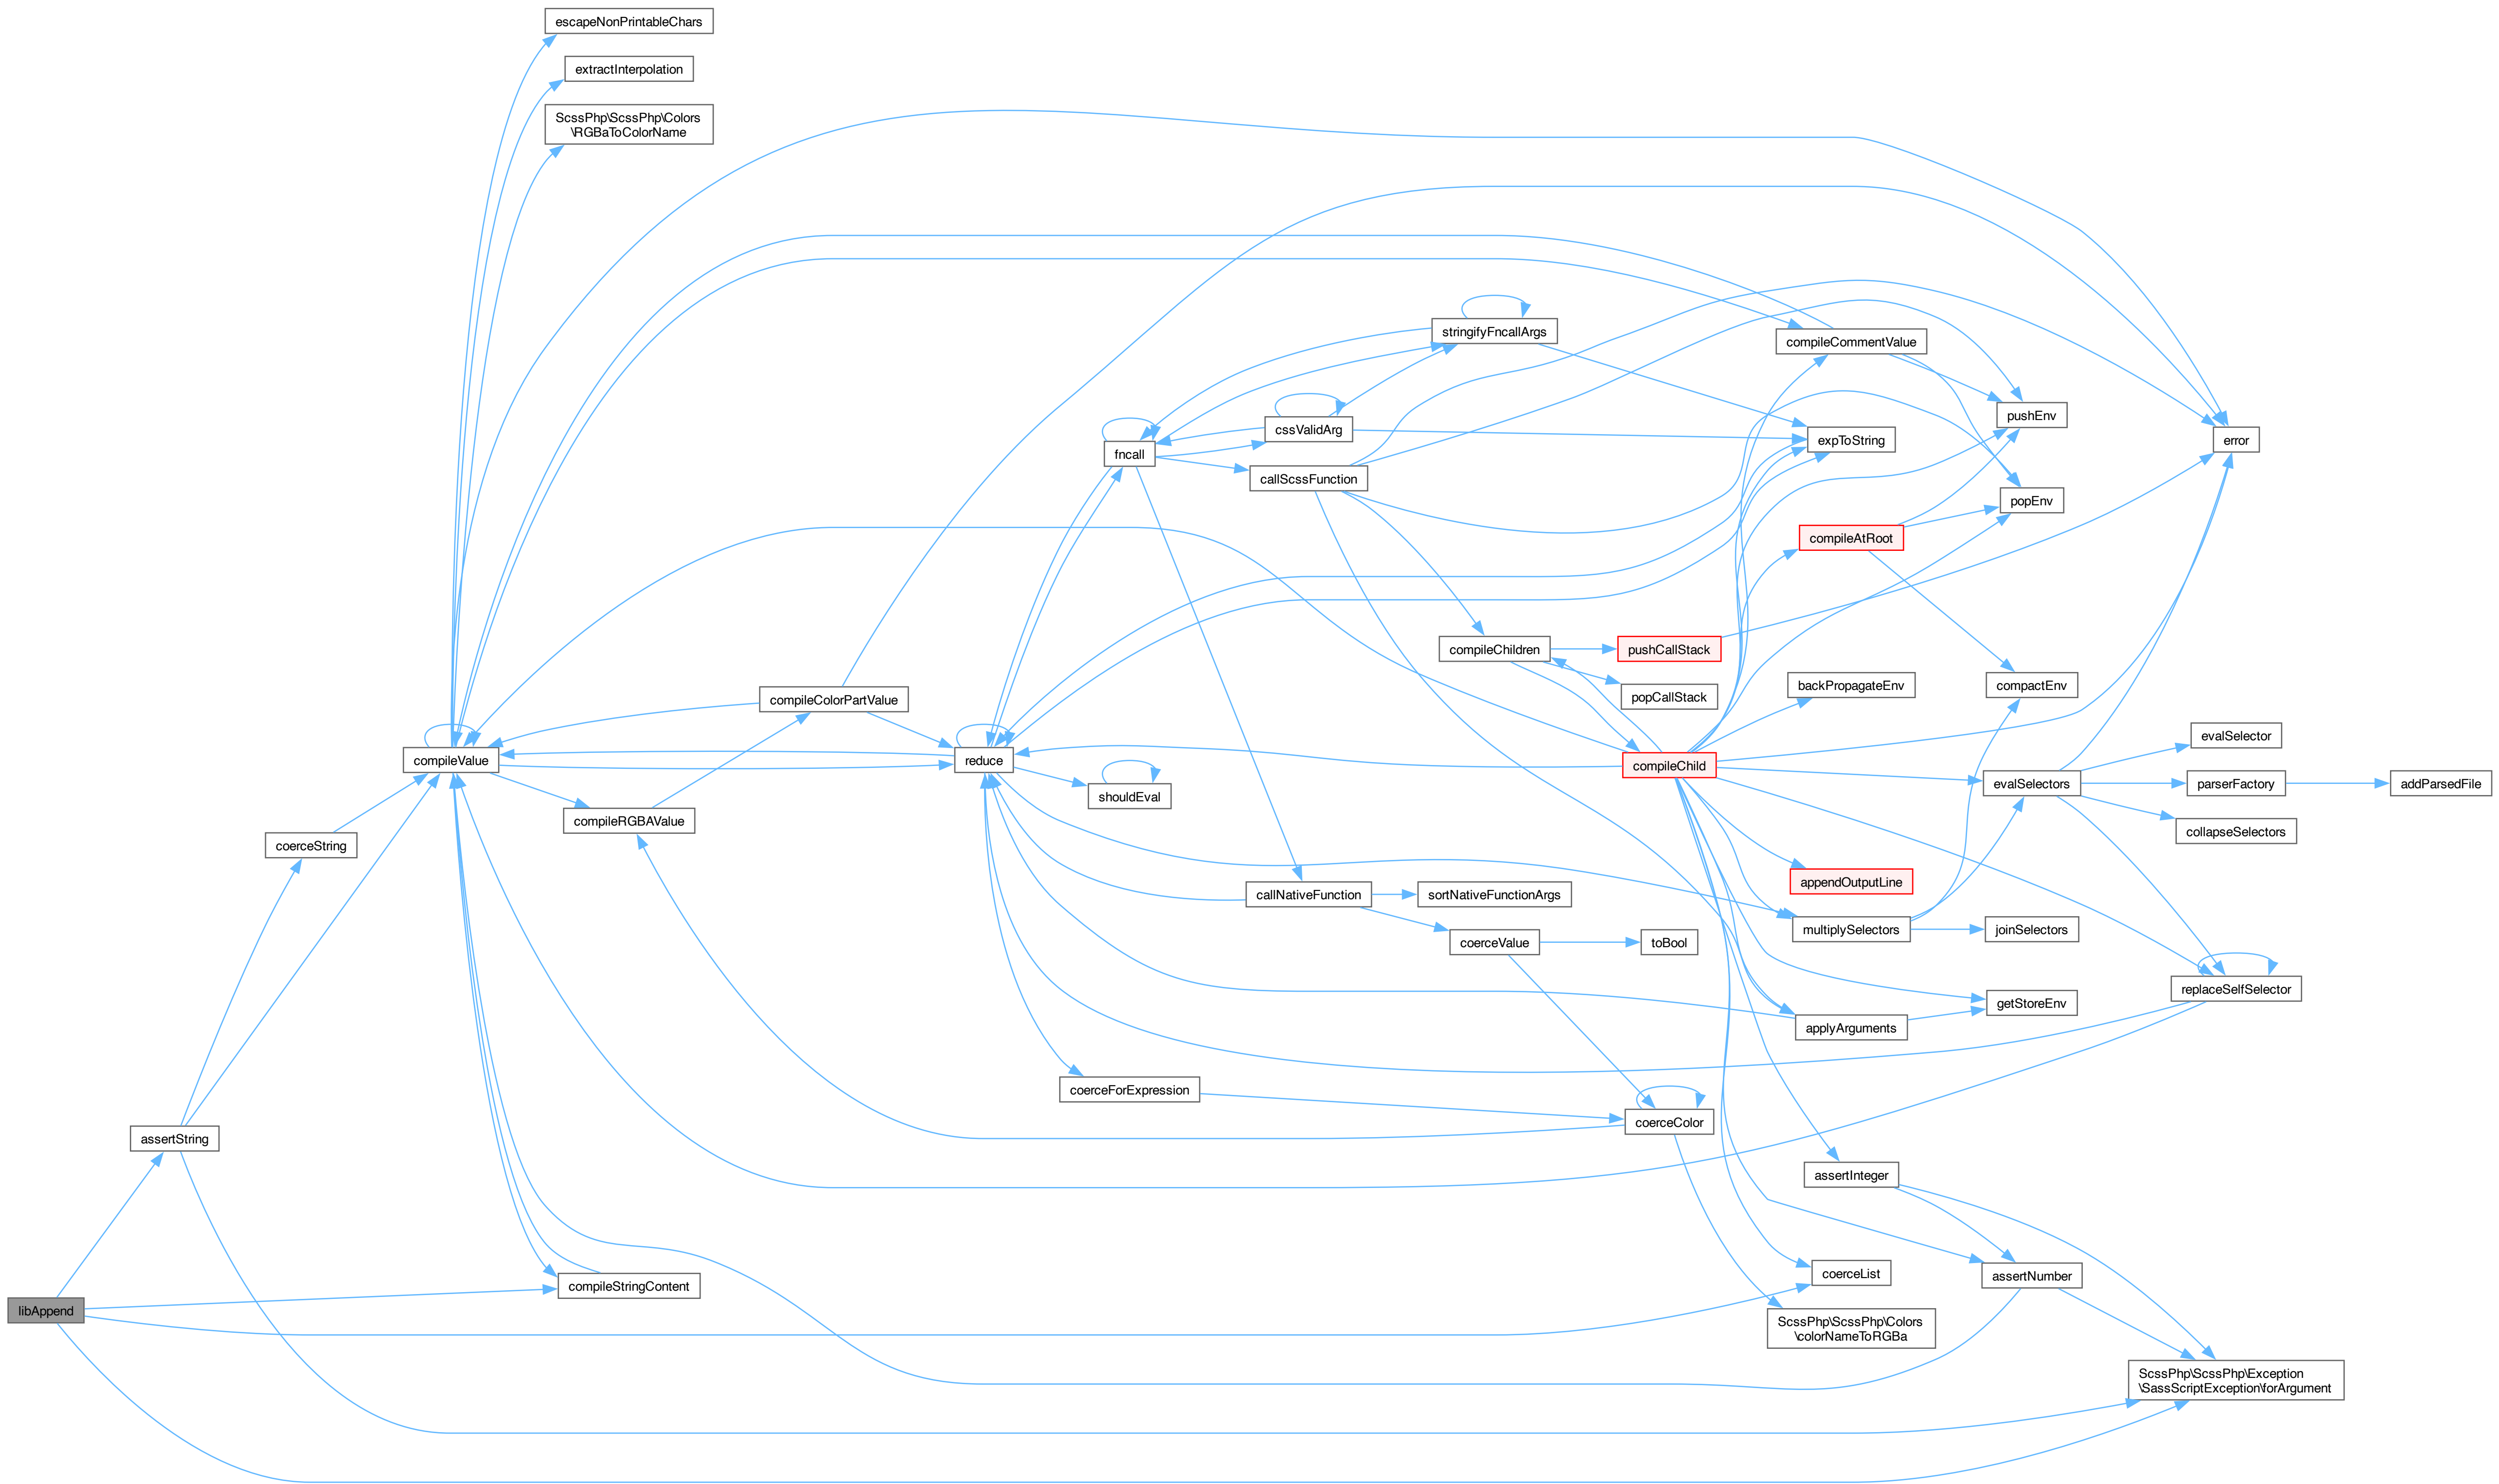 escapeNonPrintableChars
extractInterpolation
ScssPhp\ScssPhp\Colors
\RGBaToColorName
stringifyFncallArgs
compileCommentValue
cssValidArg
pushEnv
fncall
expToString
error
callScssFunction
popEnv
compileAtRoot
compileChildren
pushCallStack
backPropagateEnv
compactEnv
compileColorPartValue
popCallStack
evalSelector
compileValue
reduce
compileChild
evalSelectors
parserFactory
addParsedFile
shouldEval
compileRGBAValue
collapseSelectors
coerceString
callNativeFunction
sortNativeFunctionArgs
appendOutputLine
multiplySelectors
joinSelectors
coerceValue
toBool
replaceSelfSelector
getStoreEnv
applyArguments
coerceForExpression
coerceColor
assertString
assertInteger
compileStringContent
coerceList
assertNumber
libAppend
ScssPhp\ScssPhp\Colors
\colorNameToRGBa
ScssPhp\ScssPhp\Exception
\SassScriptException\forArgument